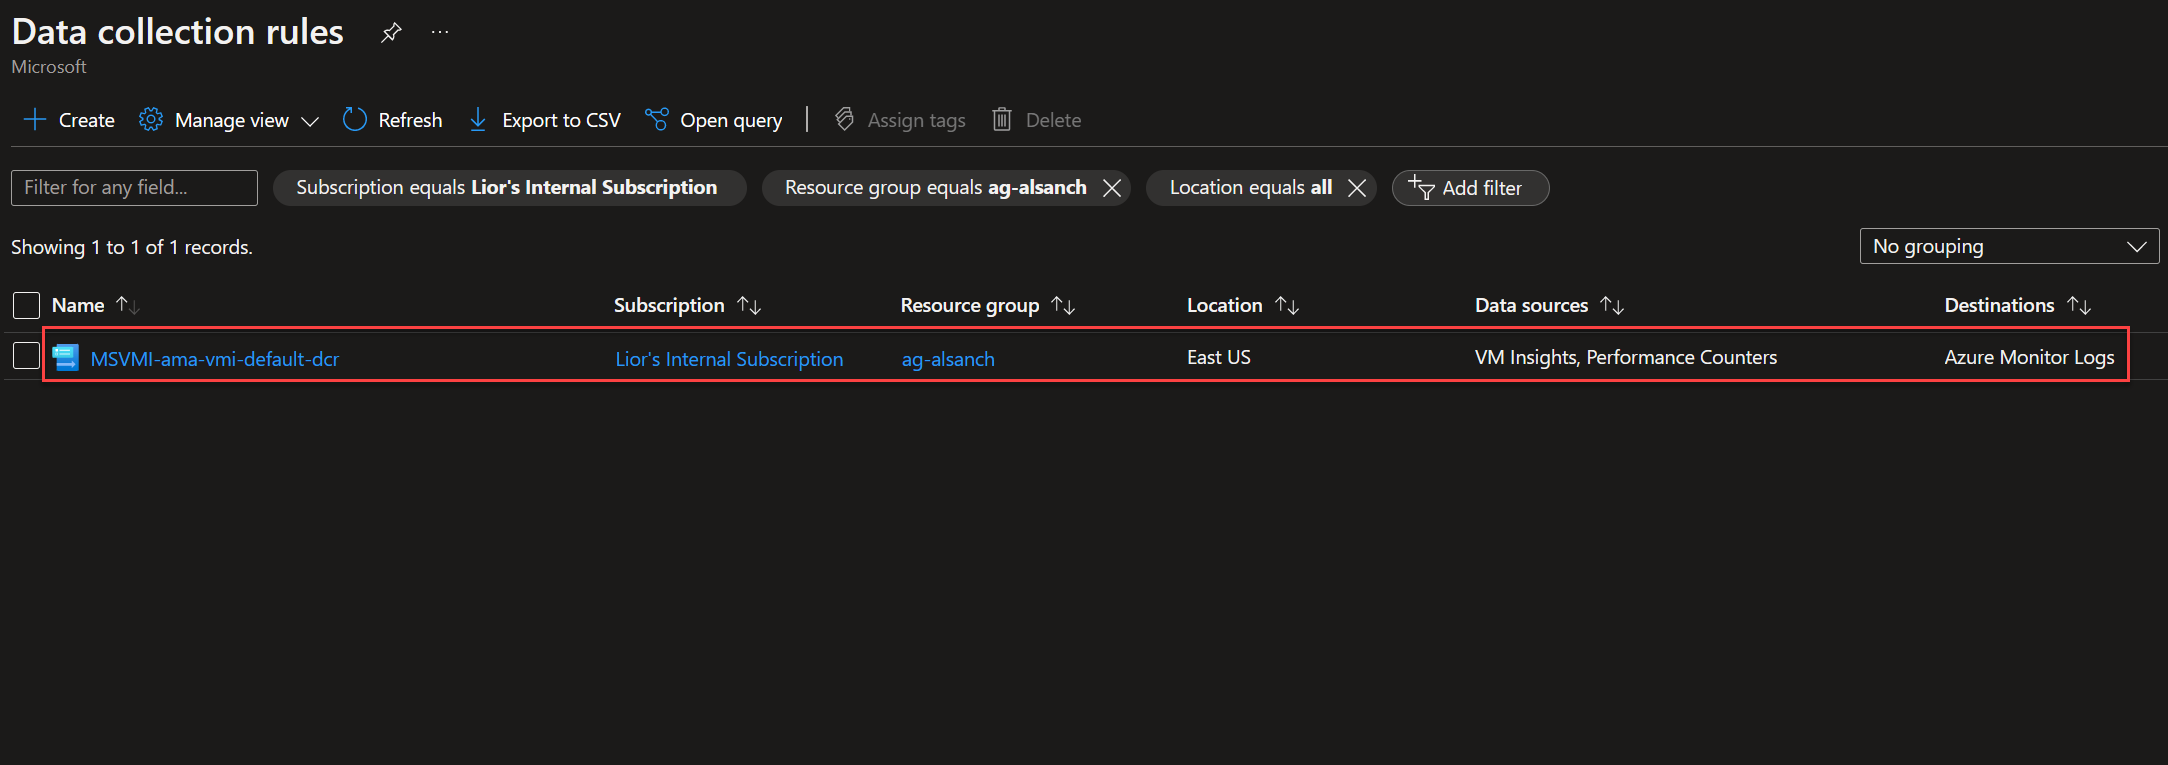 Data collection rules ...
Microsoft
Create Manage view Refresh Export to CSV Open query | Assign tags Delete
Filter for any field... Subscription equals Lior's Internal Subscription Resource group equals ag-alsanch Location equals all Add filter
Showing 1 to 1 of 1 records. No grouping
Name Subscription Resource group Location Data sources Destinations
MSVMI-ama-vmi-default-dcr Lior's Internal Subscription ag-alsanch East US VM Insights, Performance Counters Azure Monitor Logs